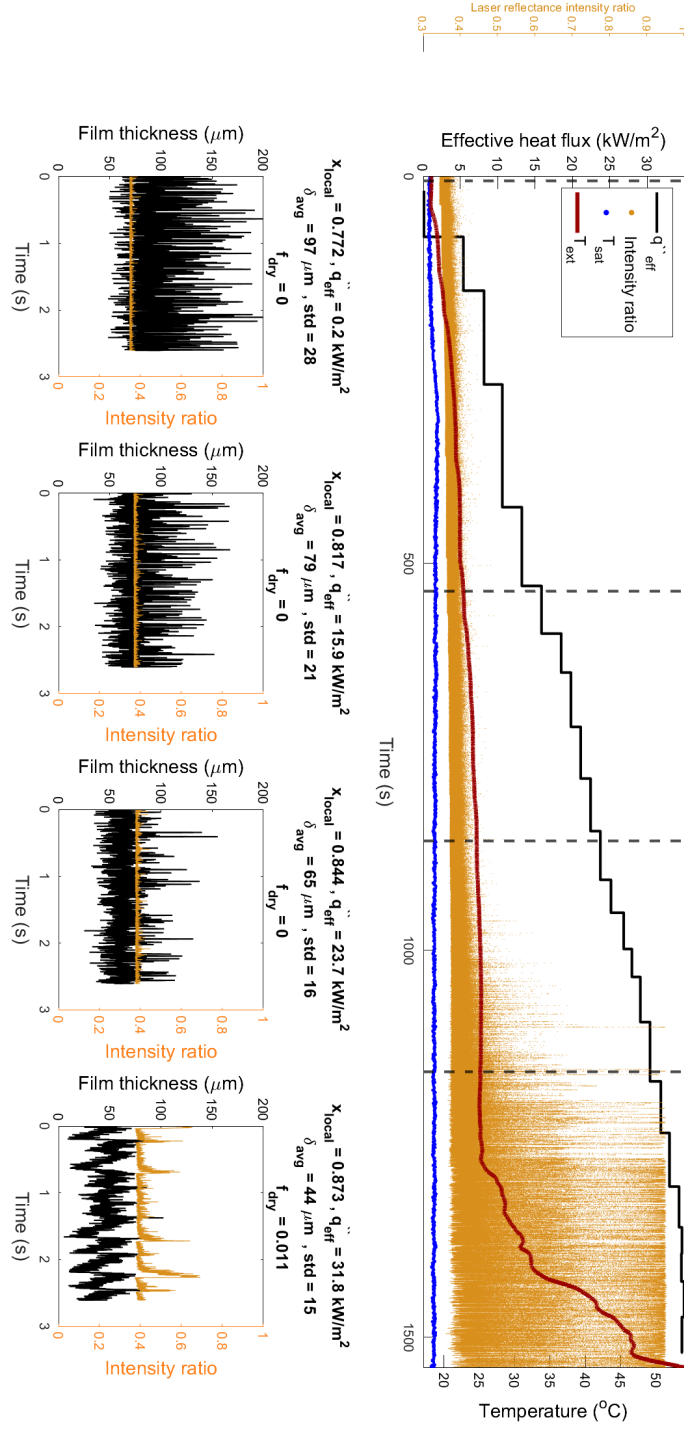 Laser reflectance intensity ratio
0.3 0.4 0.5 0.6 0.7 0.8 0.9 1
Effective heat flux (kW/m²)
0 5 10 15 20 25 30
q``eff
Intensity ratio
Tsat
Text
0 500 1000 1500
Time (s)
20 25 30 35 40 45 50
Temperature (°C)
xlocal = 0.772 , q``eff = 0.2 kW/m²
δavg = 97 μm , std = 28
fdry = 0
Film thickness (μm)
0 50 100 150 200
0 1 2 3
Time (s)
0 0.2 0.4 0.6 0.8 1
Intensity ratio
xlocal = 0.817 , q``eff = 15.9 kW/m²
δavg = 79 μm , std = 21
fdry = 0
Film thickness (μm)
0 50 100 150 200
0 1 2 3
Time (s)
0 0.2 0.4 0.6 0.8 1
Intensity ratio
xlocal = 0.844 , q``eff = 23.7 kW/m²
δavg = 65 μm , std = 16
fdry = 0
Film thickness (μm)
0 50 100 150 200
0 1 2 3
Time (s)
0 0.2 0.4 0.6 0.8 1
Intensity ratio
xlocal = 0.873 , q``eff = 31.8 kW/m²
δavg = 44 μm , std = 15
fdry = 0.011
Film thickness (μm)
0 50 100 150 200
0 1 2 3
Time (s)
0 0.2 0.4 0.6 0.8 1
Intensity ratio